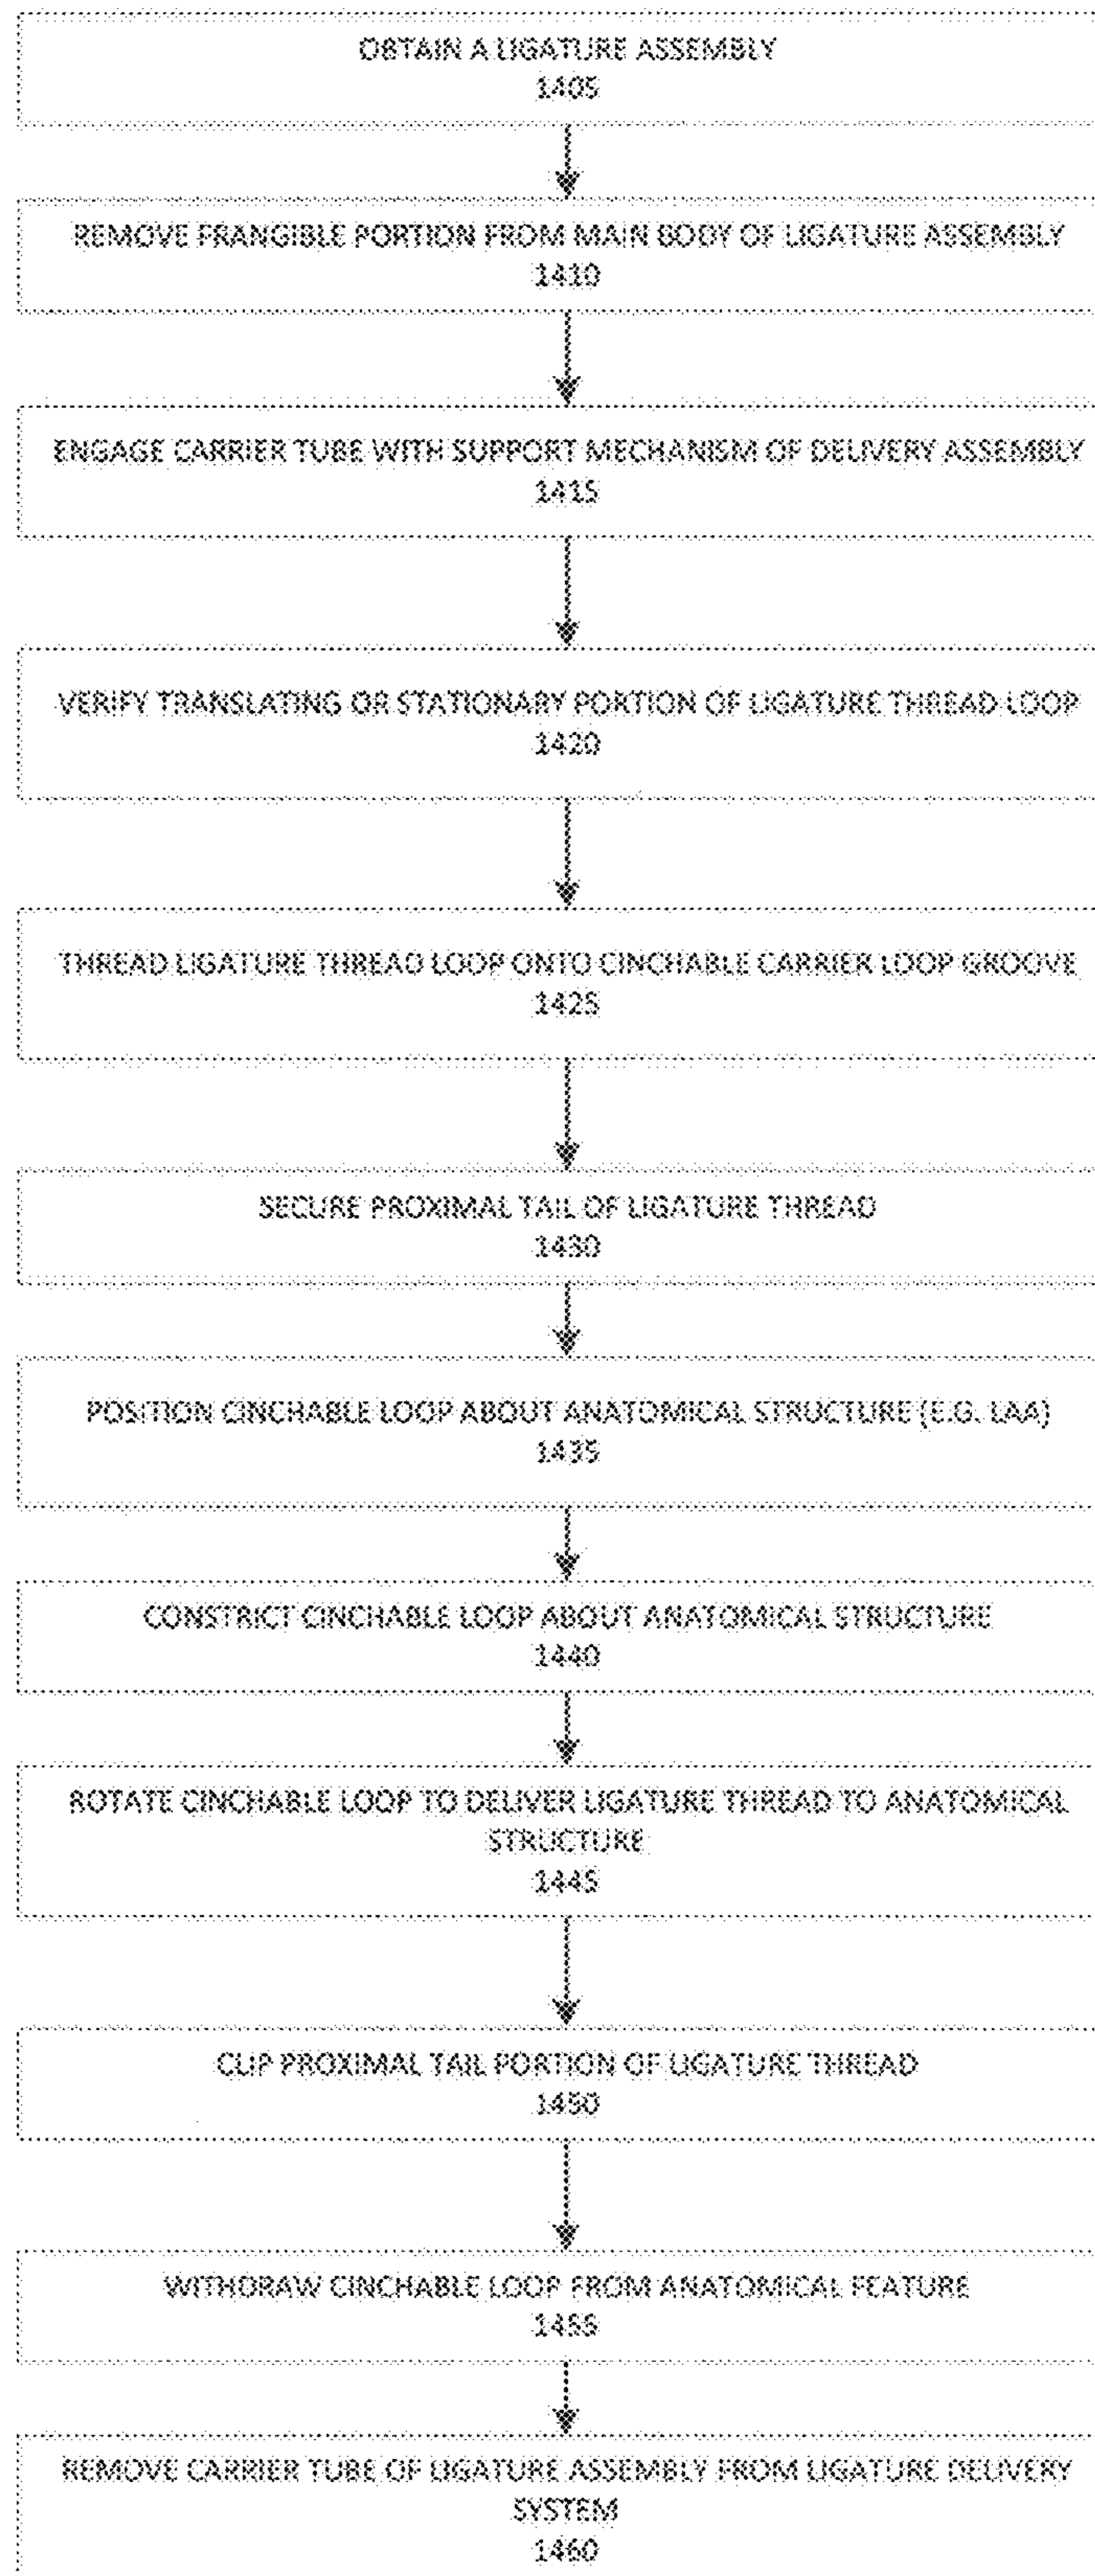 OBTAIN A LIGATURE ASSEMBLY
1405
REMOVE FRANGIBLE PORTION FROM MAIN BODY OF LIGATURE ASSEMBLY
1410
ENGAGE CARRIER TUBE WITH SUPPORT MECHANISM OF DELIVERY ASSEMBLY
1415
VERIFY TRANSLATING OR STATIONARY PORTION OF LIGATURE THREAD LOOP
1420
THREAD LIGATURE THREAD LOOP ONTO CINCHABLE CARRIER LOOP GROOVE
1425
SECURE PROXIMAL TAIL OF LIGATURE THREAD
1430
POSITION CINCHABLE LOOP ABOUT ANATOMICAL STRUCTURE (E.G. LAA)
1435
CONSTRICT CINCHABLE LOOP ABOUT ANATOMICAL STRUCTURE
1440
ROTATE CINCHABLE LOOP TO DELIVER LIGATURE THREAD TO ANATOMICAL
STRUCTURE
1445
CLIP PROXIMAL TAIL PORTION OF LIGATURE THREAD
1450
WITHDRAW CINCHABLE LOOP FROM ANATOMICAL FEATURE
1455
REMOVE CARRIER TUBE OF LIGATURE ASSEMBLY FROM LIGATURE DELIVERY
SYSTEM
1460